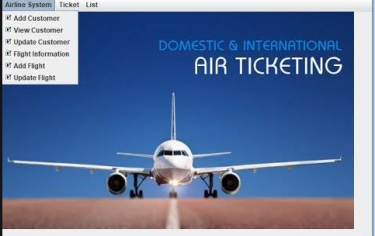 Airline System Ticket List
Add Customer
View Customer
Update Customer
Flight Information
Add Flight
Update Flight
DOMESTIC & INTERNATIONAL
AIR TICKETING